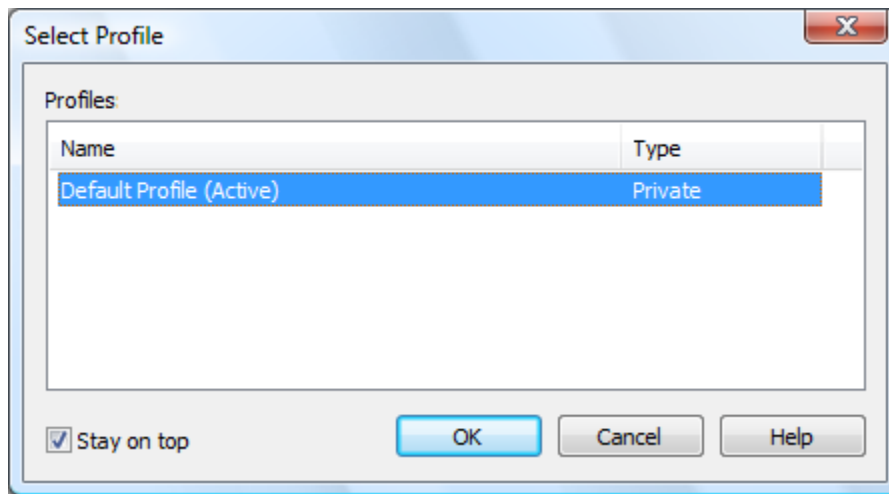 Select Profile
Profiles:
Name Type
Default Profile (Active) Private
Stay on top OK Cancel Help